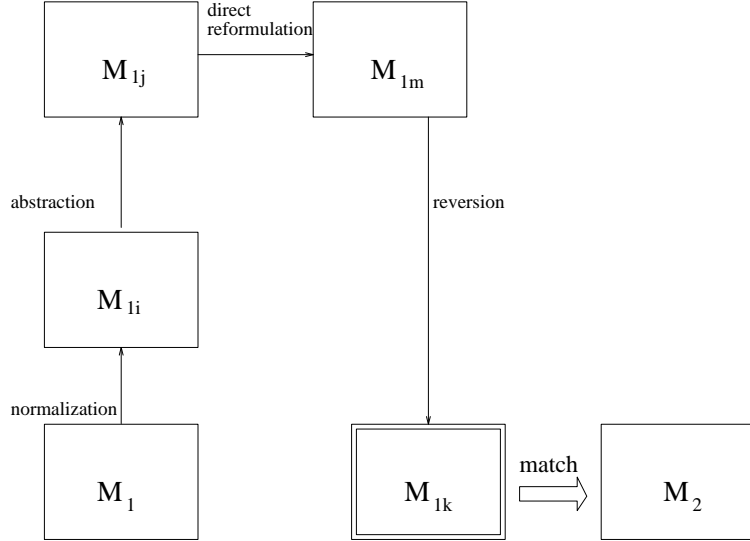 direct
reformulation
M1j
M1m
abstraction
reversion
M1i
normalization
match
M1
M1k
M2